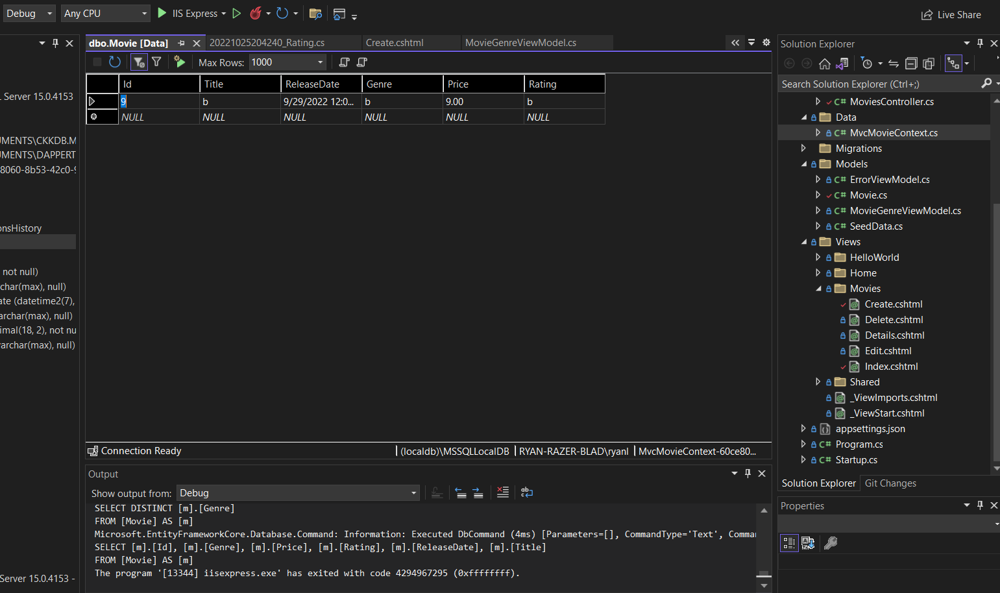 Debug
Any CPU
IIS Express
Live Share
L Server 15.0.4153
UMENTS\CKKDB.M
UMENTS\DAPPERT
8060-8b53-42c0-9
onsHistory
not null)
char(max), null)
ate (datetime2(7),
archar(max), null)
imal(18, 2), not nu
varchar(max), null)
Server 15.0.4153 -
dbo.Movie [Data]
20221025204240_Rating.cs
Create.cshtml
MovieGenreViewModel.cs
Max Rows: 1000
Id Title ReleaseDate Genre Price Rating
9 b 9/29/2022 12:0... b 9.00 b
NULL NULL NULL NULL NULL NULL
Connection Ready
(localdb)\MSSQLLocalDB
RYAN-RAZER-BLAD\ryanl
MvcMovieContext-60ce80...
Output
Show output from: Debug
SELECT DISTINCT [m].[Genre]
FROM [Movie] AS [m]
Microsoft.EntityFrameworkCore.Database.Command: Information: Executed DbCommand (4ms) [Parameters=[], CommandType='Text', Comma
SELECT [m].[Id], [m].[Genre], [m].[Price], [m].[Rating], [m].[ReleaseDate], [m].[Title]
FROM [Movie] AS [m]
The program '[13344] iisexpress.exe' has exited with code 4294967295 (0xffffffff).
Solution Explorer
Search Solution Explorer (Ctrl+;)
C# MoviesController.cs
Data
C# MvcMovieContext.cs
Migrations
Models
C# ErrorViewModel.cs
C# Movie.cs
C# MovieGenreViewModel.cs
C# SeedData.cs
Views
HelloWorld
Home
Movies
Create.cshtml
Delete.cshtml
Details.cshtml
Edit.cshtml
Index.cshtml
Shared
_ViewImports.cshtml
_ViewStart.cshtml
appsettings.json
C# Program.cs
C# Startup.cs
Solution Explorer
Git Changes
Properties